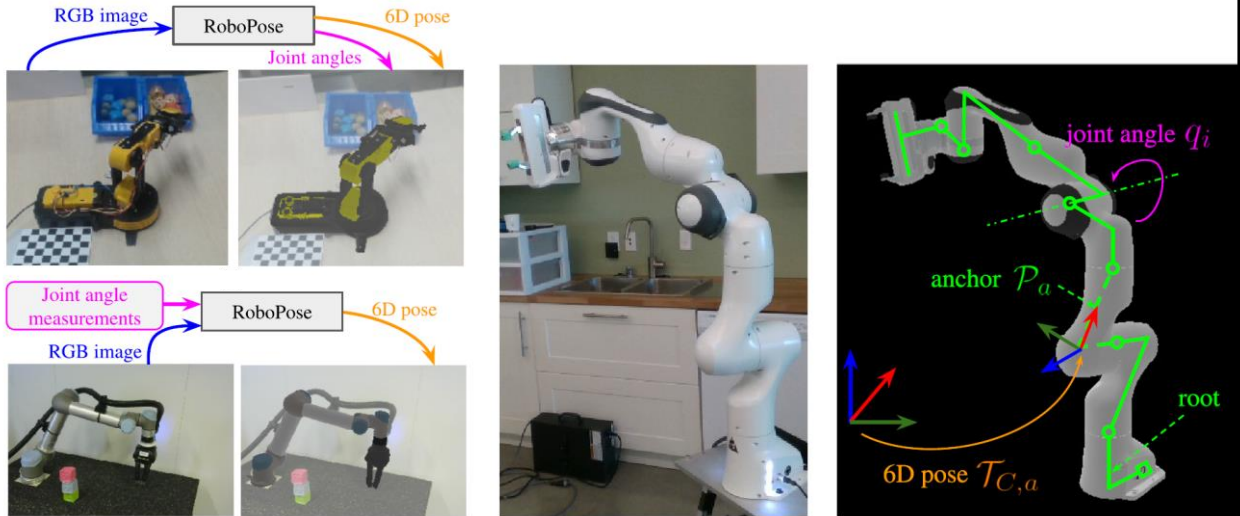 RGB image
RoboPose
6D pose
Joint angles
Joint angle
measurements
RoboPose
6D pose
RGB image
joint angle q_i
anchor P_a
root
6D pose T_{C,a}